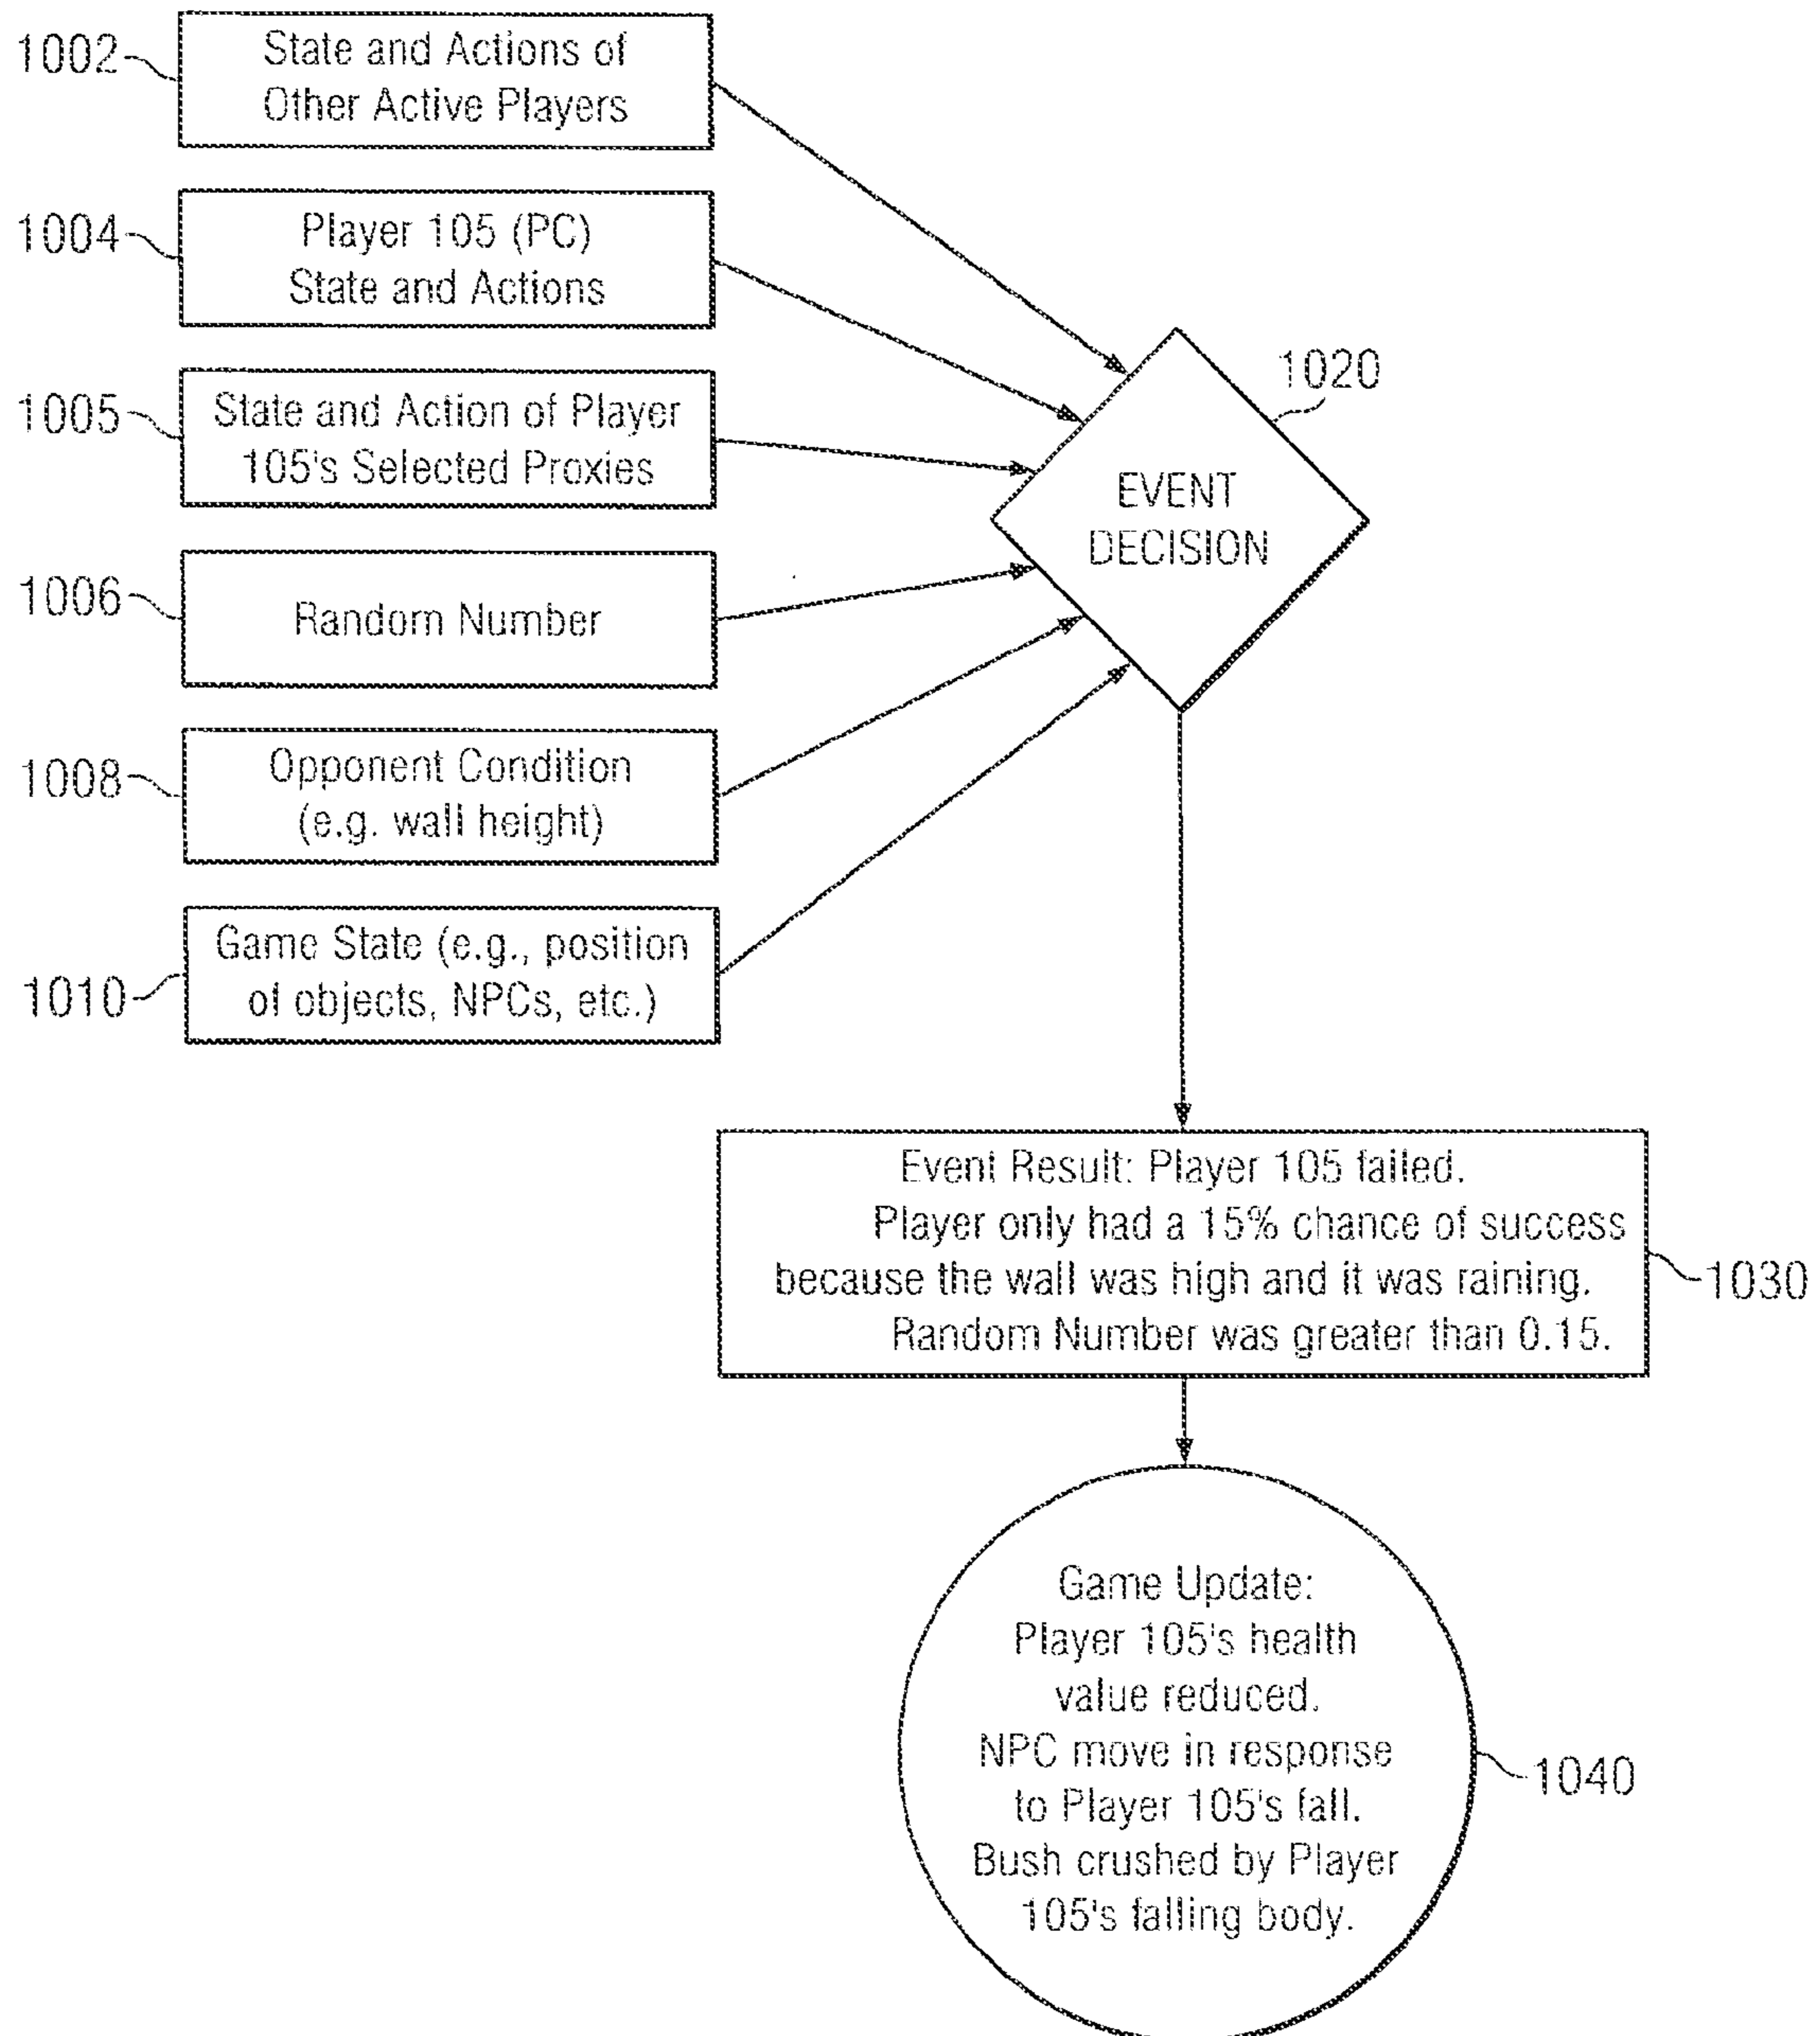 1002
State and Actions of
Other Active Players
1004
Player 105 (PC)
State and Actions
1005
State and Action of Player
105's Selected Proxies
1006
Random Number
1008
Opponent Condition
(e.g. wall height)
1010
Game State (e.g., position
of objects, NPCs, etc.)
1020
EVENT
DECISION
Event Result: Player 105 failed.
Player only had a 15% chance of success
because the wall was high and it was raining.
Random Number was greater than 0.15.
1030
Game Update:
Player 105's health
value reduced.
NPC move in response
to Player 105's fall.
Bush crushed by Player
105's falling body.
1040